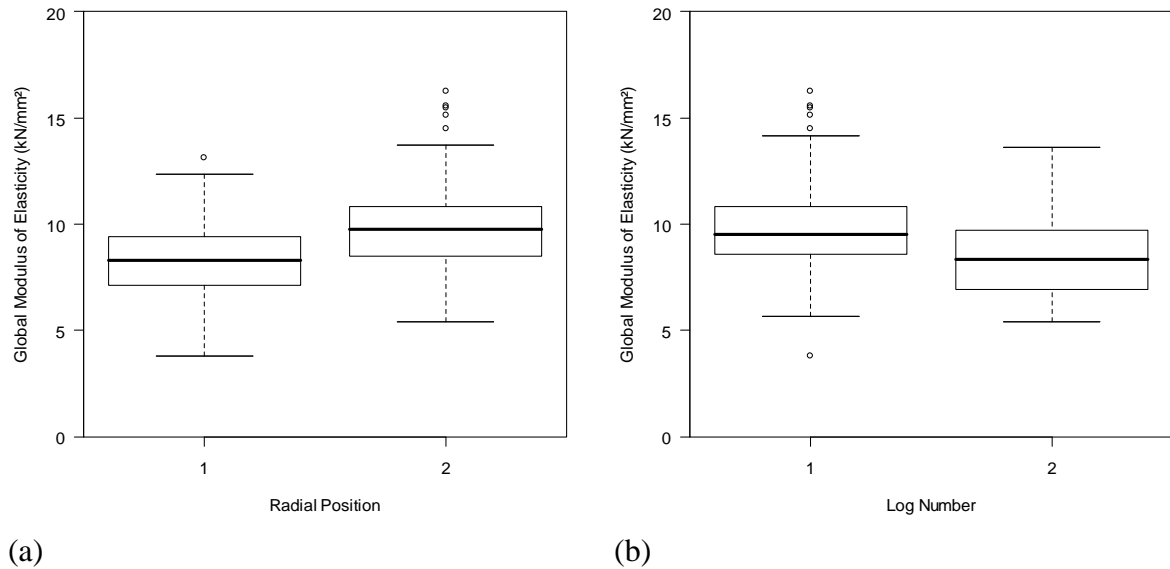 Global Modulus of Elasticity (kN/mm²)
20
15
10
5
0
1
2
Radial Position
(a)
Global Modulus of Elasticity (kN/mm²)
20
15
10
5
0
1
2
Log Number
(b)